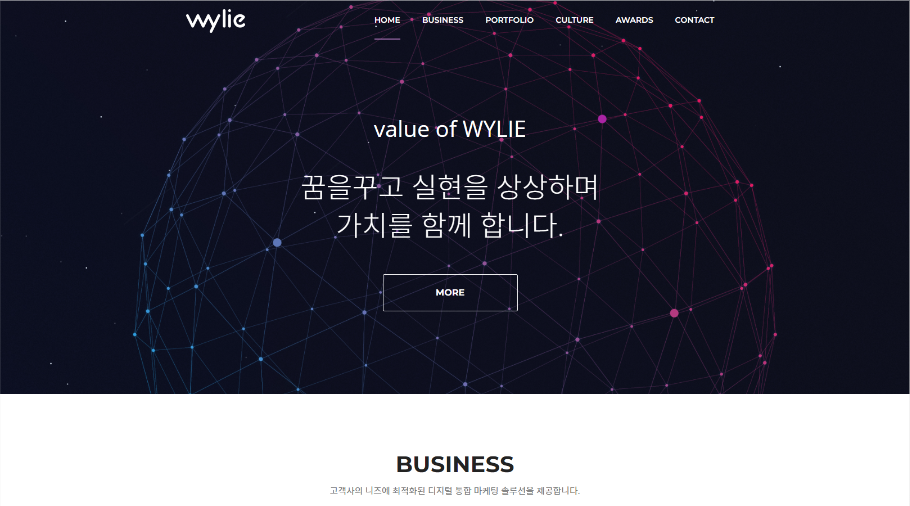 wylie
HOME BUSINESS PORTFOLIO CULTURE AWARDS CONTACT
value of WYLIE
꿈을꾸고 실현을 상상하며
가치를 함께 합니다.
MORE
BUSINESS
고객사의 니즈에 최적화된 디지털 통합 마케팅 솔루션을 제공합니다.